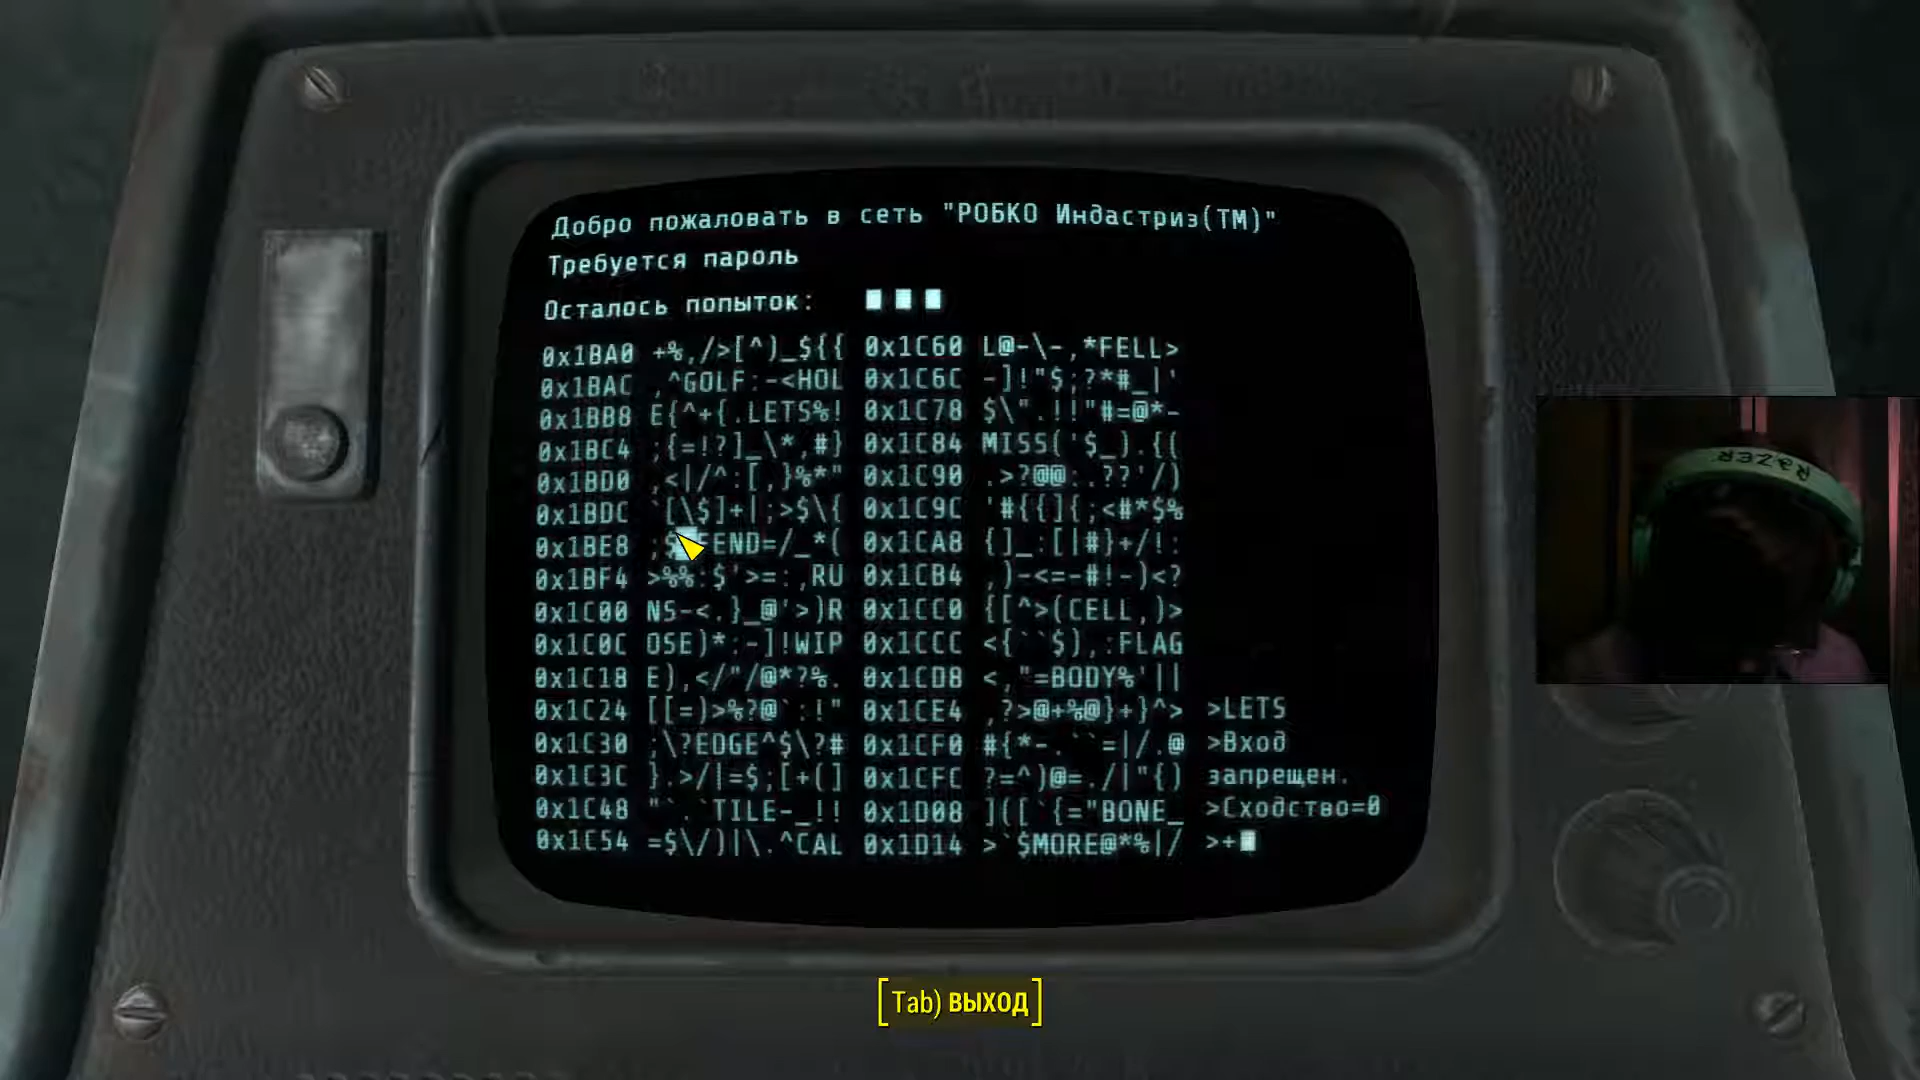 Добро пожаловать в сеть "РОБКО Индастриз(ТМ)"
Требуется пароль
Осталось попыток:
0x1BA0 +%,/>[^)_${{ 0x1C60 L@-\-,*FELL>
0x1BAC ,^GOLF:-<HOL 0x1C6C -]!"$;?*#_|'
0x1BB8 E{^+{.LETS%! 0x1C78 $\".!!"#=@*-
0x1BC4 ;{=!?]_\*,#} 0x1C84 MISS('$_).{(
0x1BD0 ,<|/^:[,}%*" 0x1C90 .>?@@:.??'/)
0x1BDC `[\$]+|;>$\{ 0x1C9C '#{{]{;<#*$%
0x1BE8 ;$ FEND=/_*( 0x1CA8 {]_:[|#}+/!:
0x1BF4 >%%:$'>=:,RU 0x1CB4 ,)-<=-#!-)<?
0x1C00 NS-<.}_@'>)R 0x1CC0 {[^>(CELL,)>
0x1C0C OSE)*:-]!WIP 0x1CCC <{``$),:FLAG
0x1C18 E),</"/@*?%. 0x1CD8 <,"=BODY%'||
0x1C24 [[=)>%?@`:!" 0x1CE4 ,?>@+%@}+}^> >LETS
0x1C30 ;\?EDGE^$\?# 0x1CF0 #{*-.``=|/.@ >Вход
0x1C3C }.>/|=$;[+(] 0x1CFC ?=^)@=./|"{) запрещен.
0x1C48 "`.`TILE-_!! 0x1D08 ]([`{="BONE_ >Сходство=0
0x1C54 =$\/)|\.^CAL 0x1D14 >`$MORE@*%|/ >+
[Tab) ВЫХОД]
RAZER